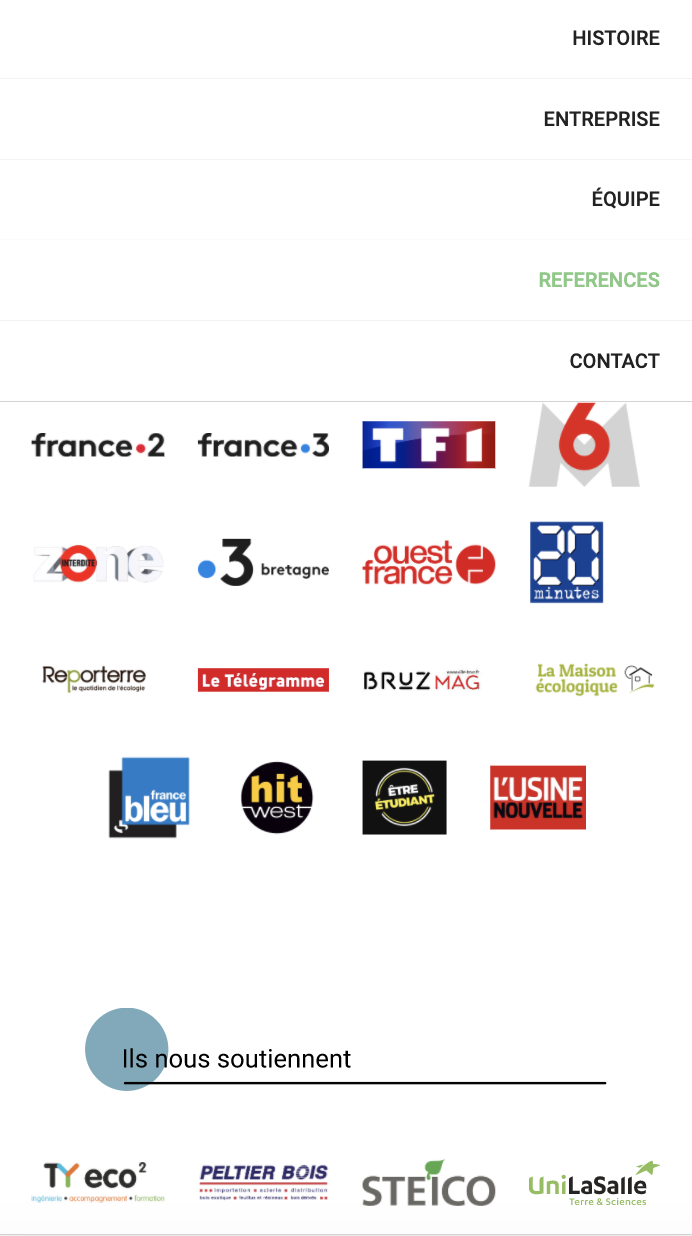 HISTOIRE
ENTREPRISE
ÉQUIPE
REFERENCES
CONTACT
france•2
france•3
TF1
M6
zone
INTERDITE
3 bretagne
ouest
france
20
minutes
Reporterre
le quotidien de l'écologie
Le Télégramme
BRUZ MAG
La Maison
écologique
france
bleu
hit
west
ÊTRE
ÉTUDIANT
L'USINE
NOUVELLE
Ils nous soutiennent
TY eco²
ingénierie • accompagnement • formation
PELTIER BOIS
importation • scierie • distribution
STEICO
UniLaSalle
Terre & Sciences